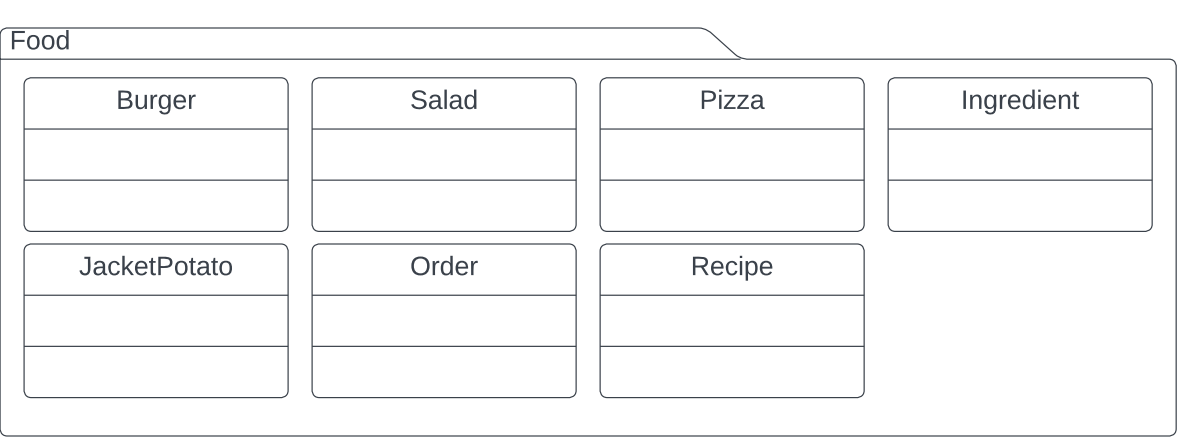 Food
Burger
Salad
Pizza
Ingredient
JacketPotato
Order
Recipe